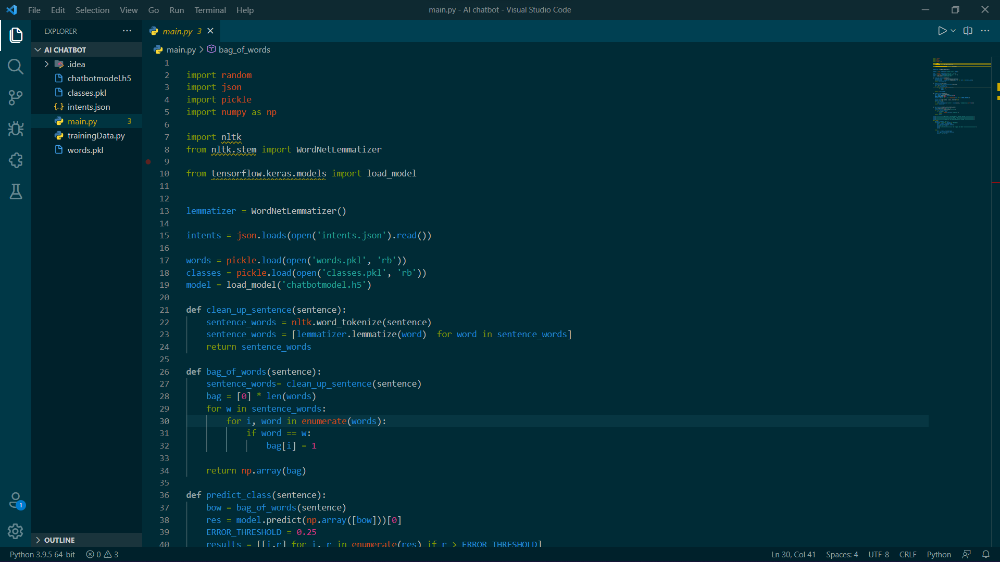 File Edit Selection View Go Run Terminal Help
main.py - AI chatbot - Visual Studio Code
EXPLORER
AI CHATBOT
.idea
chatbotmodel.h5
classes.pkl
intents.json
main.py 3
trainingData.py
words.pkl
OUTLINE
main.py 3
main.py > bag_of_words
1
2 import random
3 import json
4 import pickle
5 import numpy as np
6
7 import nltk
8 from nltk.stem import WordNetLemmatizer
9
10 from tensorflow.keras.models import load_model
11
12
13 lemmatizer = WordNetLemmatizer()
14
15 intents = json.loads(open('intents.json').read())
16
17 words = pickle.load(open('words.pkl', 'rb'))
18 classes = pickle.load(open('classes.pkl', 'rb'))
19 model = load_model('chatbotmodel.h5')
20
21 def clean_up_sentence(sentence):
22     sentence_words = nltk.word_tokenize(sentence)
23     sentence_words = [lemmatizer.lemmatize(word)  for word in sentence_words]
24     return sentence_words
25
26 def bag_of_words(sentence):
27     sentence_words= clean_up_sentence(sentence)
28     bag = [0] * len(words)
29     for w in sentence_words:
30         for i, word in enumerate(words):
31             if word == w:
32                 bag[i] = 1
33
34     return np.array(bag)
35
36 def predict_class(sentence):
37     bow = bag_of_words(sentence)
38     res = model.predict(np.array([bow]))[0]
39     ERROR_THRESHOLD = 0.25
40     results = [[i,r] for i, r in enumerate(res) if r > ERROR_THRESHOLD]
1
Python 3.9.5 64-bit 0 3
Ln 30, Col 41 Spaces: 4 UTF-8 CRLF Python